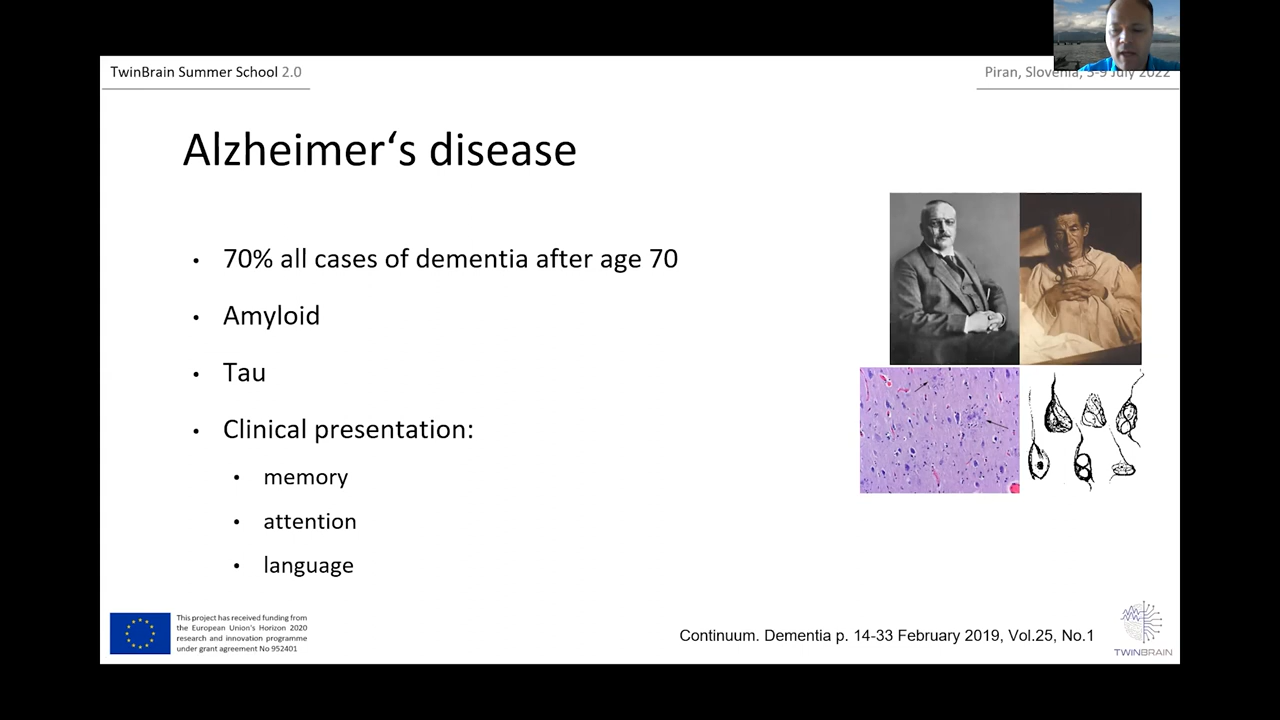 TwinBrain Summer School 2.0
Piran, Slovenia, 5-9 July 2022
Alzheimer‘s disease
• 70% all cases of dementia after age 70
• Amyloid
• Tau
• Clinical presentation:
• memory
• attention
• language
This project has received funding from
the European Union's Horizon 2020
research and innovation programme
under grant agreement No 952401
Continuum. Dementia p. 14-33 February 2019, Vol.25, No.1
TWINBRAIN